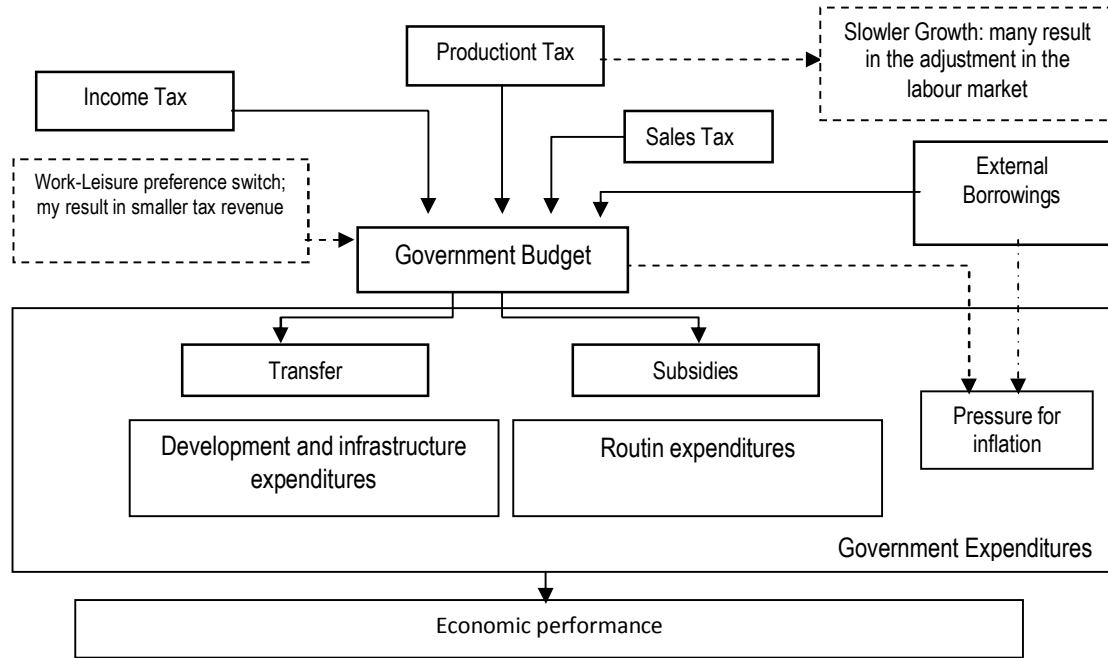 Productiont Tax
Slowler Growth: many result
in the adjustment in the
labour market
Income Tax
Sales Tax
External
Borrowings
Work-Leisure preference switch;
my result in smaller tax revenue
Government Budget
Transfer
Subsidies
Pressure for
inflation
Development and infrastructure
expenditures
Routin expenditures
Government Expenditures
Economic performance